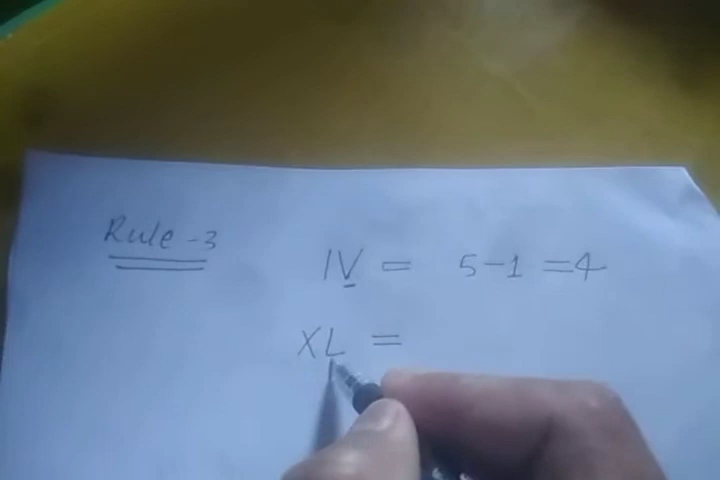 Rule-3
IV = 5-1=4
XL =